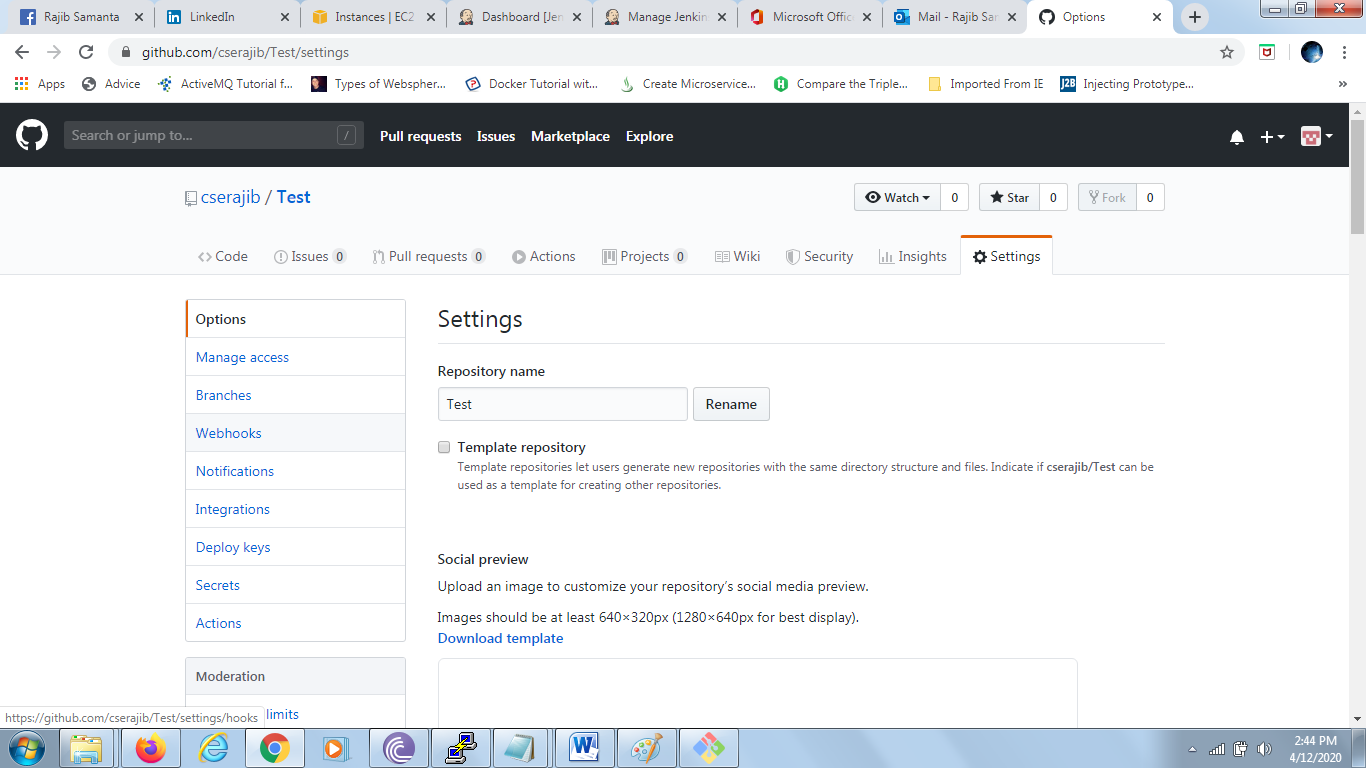 Rajib Samanta
LinkedIn
Instances | EC2
Dashboard [Jen
Manage Jenkin
Microsoft Offic
Mail - Rajib San
Options
github.com/cserajib/Test/settings
Apps
Advice
ActiveMQ Tutorial f...
Types of Webspher...
Docker Tutorial wit...
Create Microservice...
Compare the Triple...
Imported From IE
J2B
Injecting Prototype...
»
Search or jump to...
/
Pull requests
Issues
Marketplace
Explore
cserajib / Test
Watch
0
Star
0
Fork
0
Code
Issues 0
Pull requests 0
Actions
Projects 0
Wiki
Security
Insights
Settings
Options
Manage access
Branches
Webhooks
Notifications
Integrations
Deploy keys
Secrets
Actions
Moderation
limits
Settings
Repository name
Test
Rename
Template repository
Template repositories let users generate new repositories with the same directory structure and files. Indicate if cserajib/Test can be
used as a template for creating other repositories.
Social preview
Upload an image to customize your repository's social media preview.
Images should be at least 640×320px (1280×640px for best display).
Download template
https://github.com/cserajib/Test/settings/hooks
2:44 PM
4/12/2020